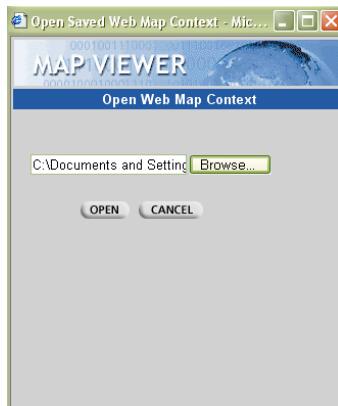 Open Saved Web Map Context - Mic...
MAP VIEWER
Open Web Map Context
C:\Documents and Setting Browse...
OPEN CANCEL